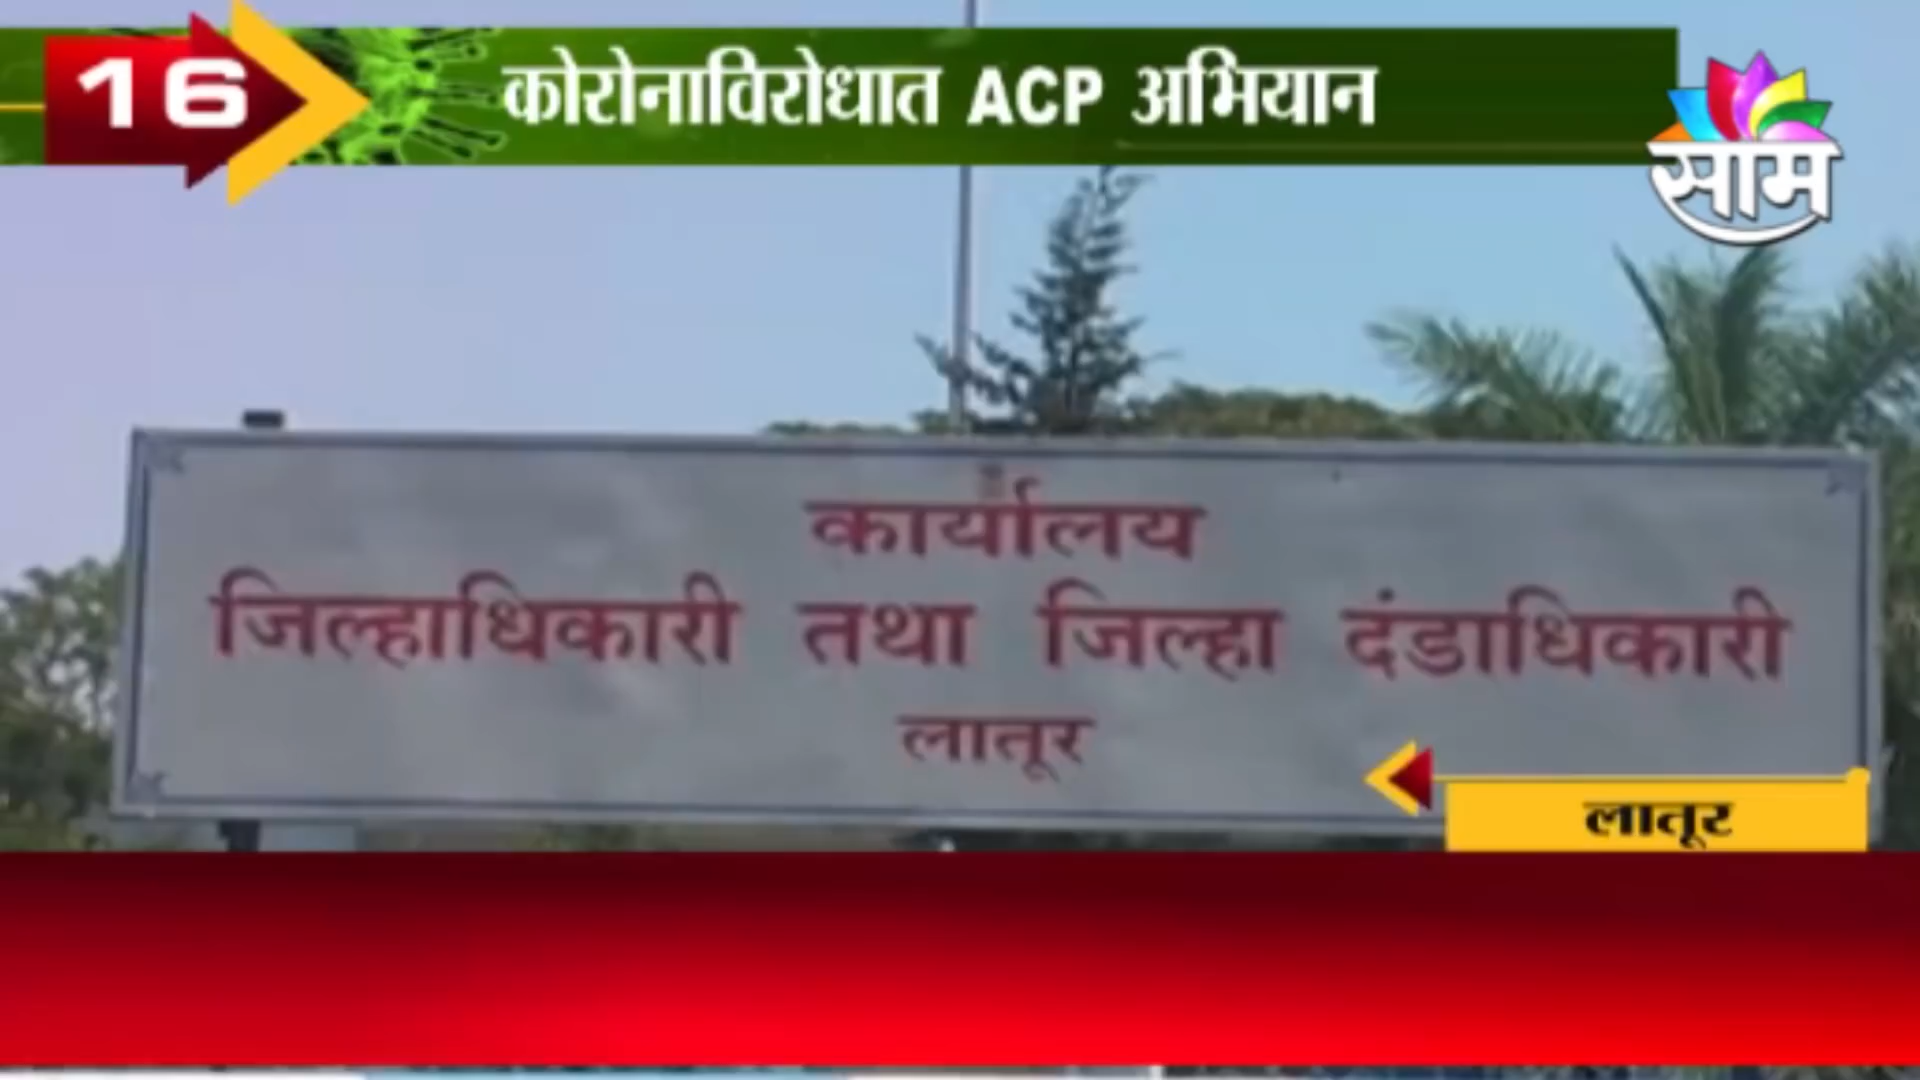 16
कोरोनाविरोधात ACP अभियान
साम
कार्यालय
जिल्हाधिकारी तथा जिल्हा दंडाधिकारी
लातूर
लातूर